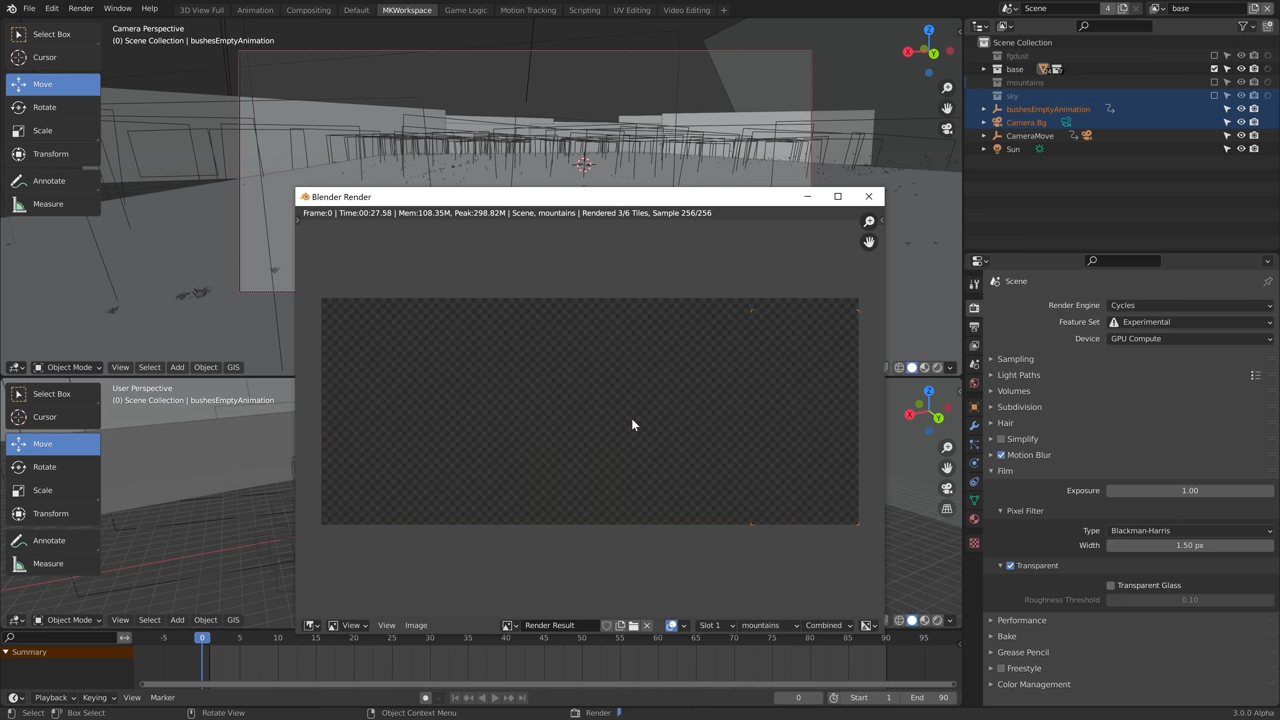 File Edit Render Window Help
3D View Full Animation Compositing Default MKWorkspace Game Logic Motion Tracking Scripting UV Editing Video Editing
Scene 4 base
Select Box
Cursor
Move
Rotate
Scale
Transform
Annotate
Measure
Camera Perspective
(0) Scene Collection | bushesEmptyAnimation
Object Mode View Select Add Object GIS
Select Box
Cursor
Move
Rotate
Scale
Transform
Annotate
Measure
User Perspective
(0) Scene Collection | bushesEmptyAnimation
Object Mode View Select Add Object GIS
Blender Render
Frame:0 | Time:00:27.58 | Mem:108.35M, Peak:298.82M | Scene, mountains | Rendered 3/6 Tiles, Sample 256/256
View View Image Render Result Slot 1 mountains Combined
Scene Collection
fgdust
base
mountains
sky
bushesEmptyAnimation
Camera.Bg
CameraMove
Sun
Scene
Render Engine Cycles
Feature Set Experimental
Device GPU Compute
Sampling
Light Paths
Volumes
Subdivision
Hair
Simplify
Motion Blur
Film
Exposure 1.00
Pixel Filter
Type Blackman-Harris
Width 1.50 px
Transparent
Transparent Glass
Roughness Threshold 0.10
Performance
Bake
Grease Pencil
Freestyle
Color Management
-5 0 5 10 15 20 25 30 35 40 45 50 55 60 65 70 75 80 85 90 95
Summary
Playback Keying View Marker 0 Start 1 End 90
Select Box Select Rotate View Object Context Menu Render 3.0.0 Alpha